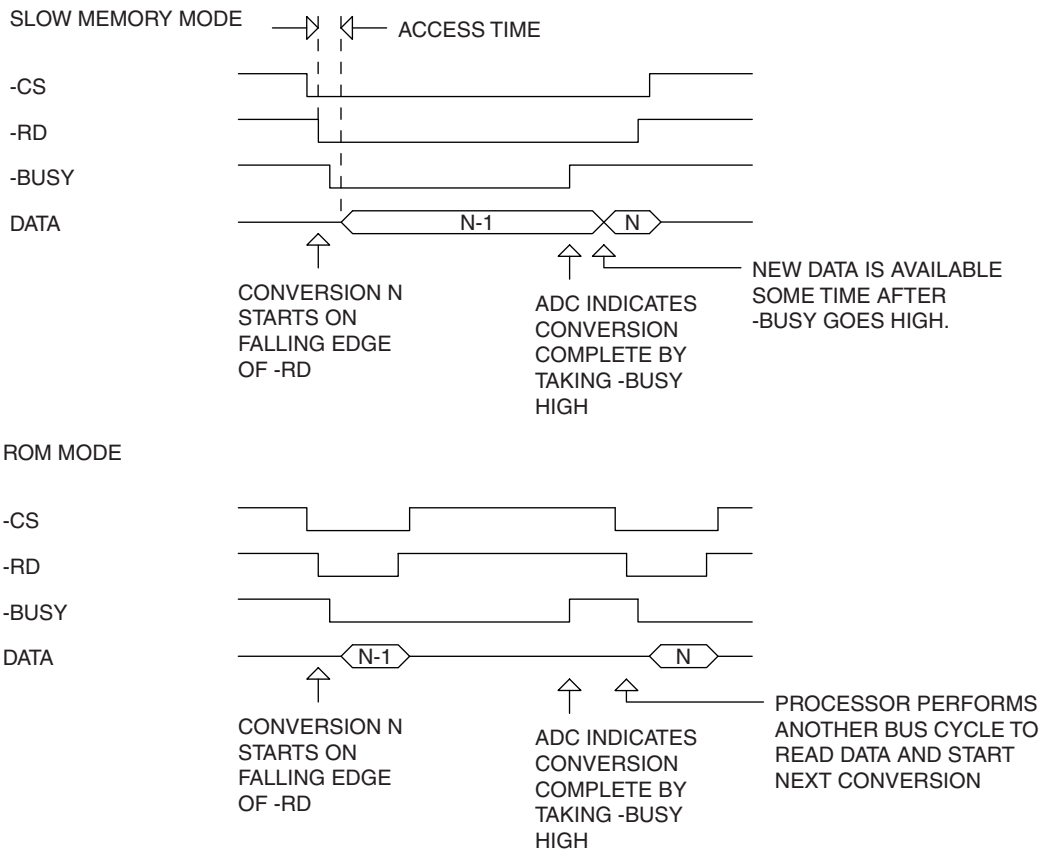 SLOW MEMORY MODE
ACCESS TIME
-CS
-RD
-BUSY
DATA
N-1
N
CONVERSION N
STARTS ON
FALLING EDGE
OF -RD
ADC INDICATES
CONVERSION
COMPLETE BY
TAKING -BUSY
HIGH
NEW DATA IS AVAILABLE
SOME TIME AFTER
-BUSY GOES HIGH.
ROM MODE
-CS
-RD
-BUSY
DATA
N-1
N
CONVERSION N
STARTS ON
FALLING EDGE
OF -RD
ADC INDICATES
CONVERSION
COMPLETE BY
TAKING -BUSY
HIGH
PROCESSOR PERFORMS
ANOTHER BUS CYCLE TO
READ DATA AND START
NEXT CONVERSION